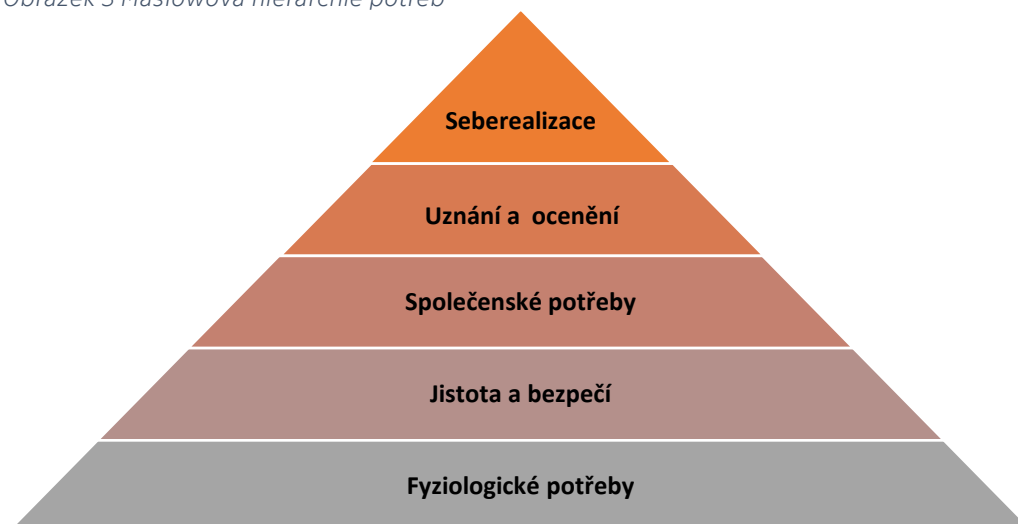 Obrázek 3 Maslowova hierarchie potřeb
Seberealizace
Uznání a  ocenění
Společenské potřeby
Jistota a bezpečí
Fyziologické potřeby